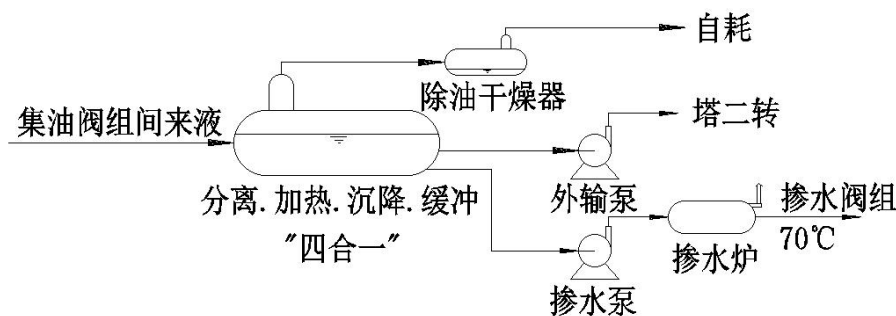 自耗
除油干燥器
塔二转
集油阀组间来液
分离.加热.沉降.缓冲
"四合一"
外输泵
掺水阀组
70℃
掺水炉
掺水泵